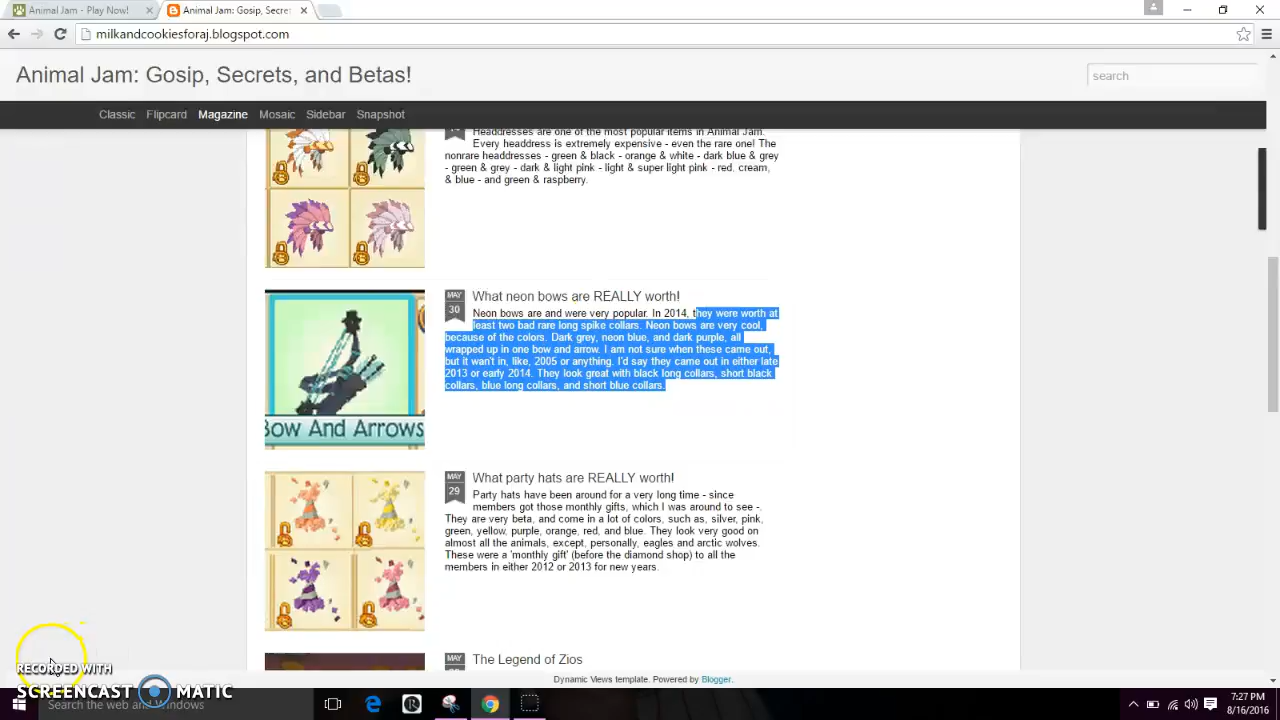 Animal Jam - Play Now!
Animal Jam: Gosip, Secret
milkandcookiesforaj.blogspot.com
Animal Jam: Gosip, Secrets, and Betas!
search
Classic Flipcard Magazine Mosaic Sidebar Snapshot
Headdresses are one of the most popular items in Animal Jam.
Every headdress is extremely expensive - even the rare one! The
nonrare headdresses - green & black - orange & white - dark blue & grey
- green & grey - dark & light pink - light & super light pink - red, cream,
& blue - and green & raspberry.
MAY
30
What neon bows are REALLY worth!
Neon bows are and were very popular. In 2014, they were worth at
least two bad rare long spike collars. Neon bows are very cool,
because of the colors. Dark grey, neon blue, and dark purple, all
wrapped up in one bow and arrow. I am not sure when these came out,
but it wan't in, like, 2005 or anything. I'd say they came out in either late
2013 or early 2014. They look great with black long collars, short black
collars, blue long collars, and short blue collars.
Bow And Arrows
MAY
29
What party hats are REALLY worth!
Party hats have been around for a very long time - since
members got those monthly gifts, which I was around to see -.
They are very beta, and come in a lot of colors, such as, silver, pink,
green, yellow, purple, orange, red, and blue. They look very good on
almost all the animals, except, personally, eagles and arctic wolves.
These were a 'monthly gift' (before the diamond shop) to all the
members in either 2012 or 2013 for new years.
MAY
The Legend of Zios
Dynamic Views template. Powered by Blogger.
RECORDED WITH
SCREENCAST MATIC
Search the web and Windows
7:27 PM
8/16/2016